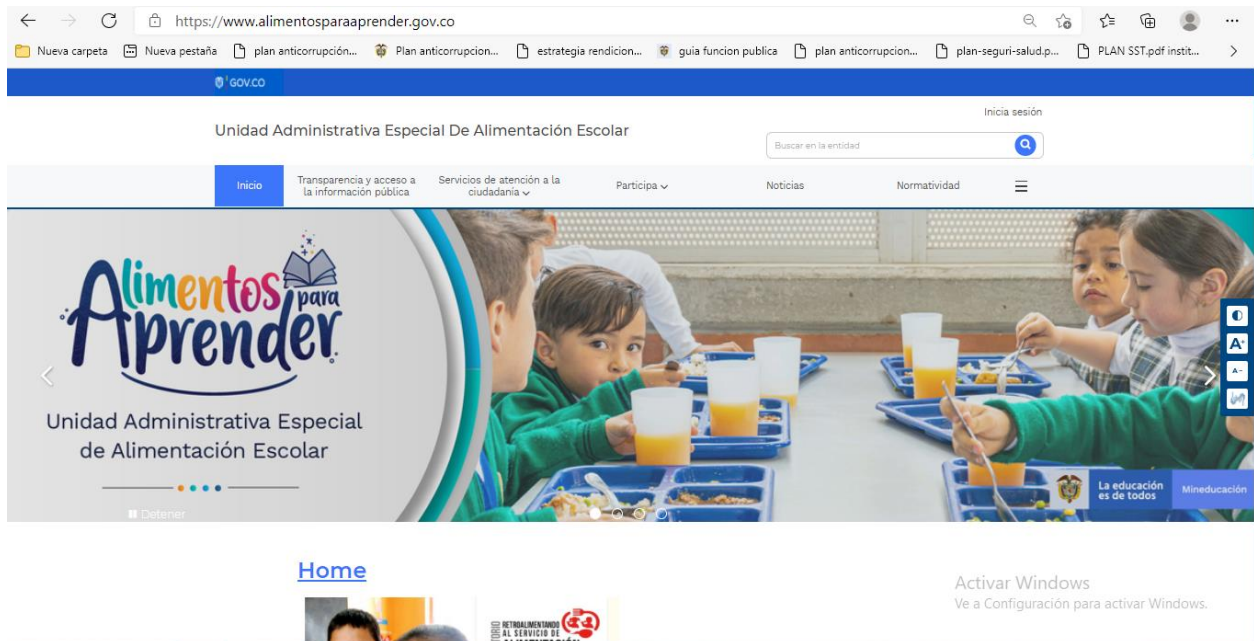 https://www.alimentosparaaprender.gov.co
Nueva carpeta
Nueva pestaña
plan anticorrupción...
Plan anticorrupcion...
estrategia rendicion...
guia funcion publica
plan anticorrupcion...
plan-seguri-salud.p...
PLAN SST.pdf instit...
GOV.CO
Inicia sesión
Unidad Administrativa Especial De Alimentación Escolar
Buscar en la entidad
Inicio
Transparencia y acceso a
la información pública
Servicios de atención a la
ciudadanía
Participa
Noticias
Normatividad
Alimentos
para
Aprender
A+
A-
Unidad Administrativa Especial
de Alimentación Escolar
La educación
es de todos
Mineducación
Detener
Home
Activar Windows
Ve a Configuración para activar Windows.
RETROALIMENTANDO
AL SERVICIO DE
ALIMENTACIÓN